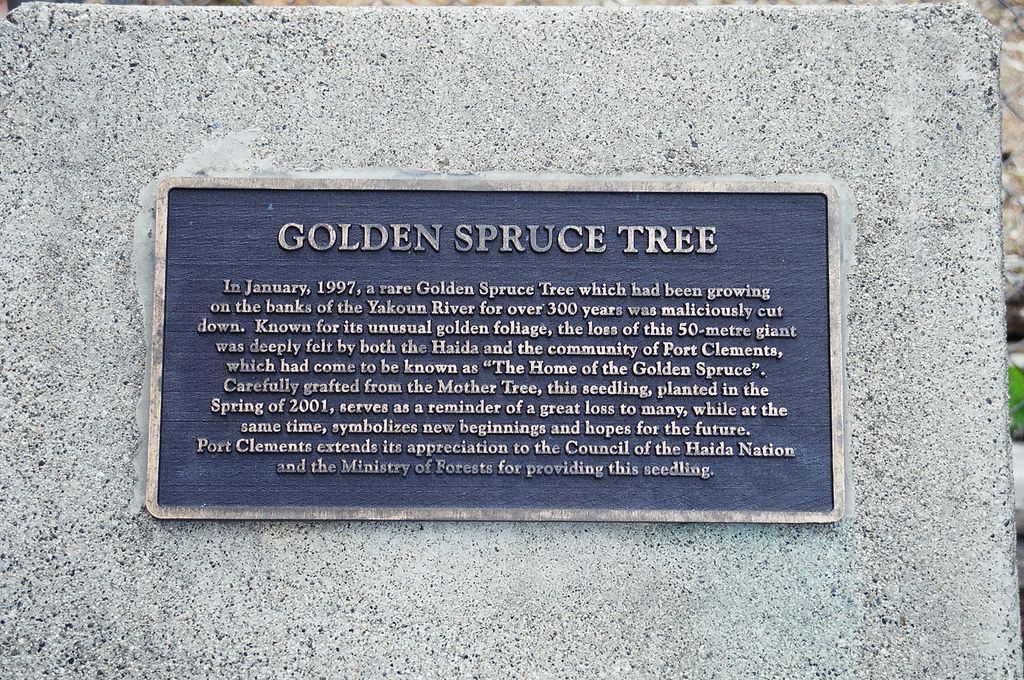 GOLDEN SPRUCE TREE
In January, 1997, a rare Golden Spruce Tree which had been growing
on the banks of the Yakoun River for over 300 years was maliciously cut
down. Known for its unusual golden foliage, the loss of this 50-metre giant
was deeply felt by both the Haida and the community of Port Clements,
which had come to be known as "The Home of the Golden Spruce".
Carefully grafted from the Mother Tree, this seedling, planted in the
Spring of 2001, serves as a reminder of a great loss to many, while at the
same time, symbolizes new beginnings and hopes for the future.
Port Clements extends its appreciation to the Council of the Haida Nation
and the Ministry of Forests for providing this seedling.